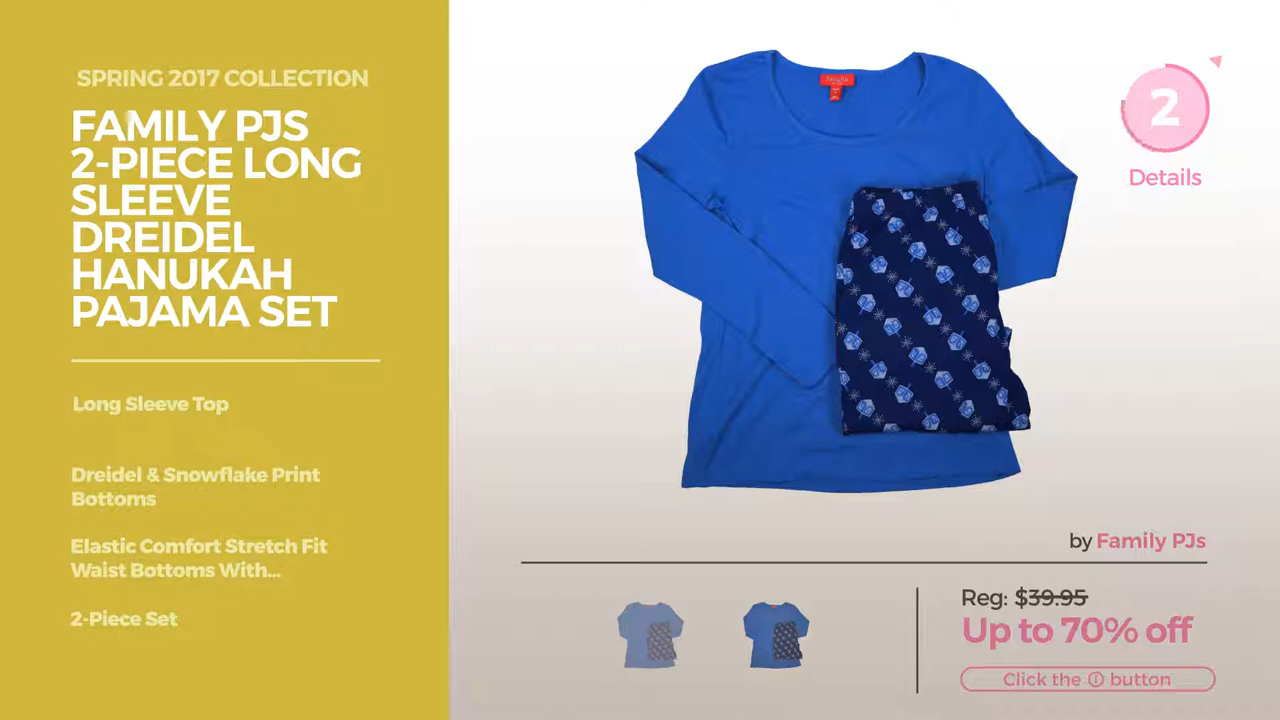 SPRING 2017 COLLECTION
FAMILY PJS
2-PIECE LONG
SLEEVE
DREIDEL
HANUKAH
PAJAMA SET
Long Sleeve Top
Dreidel & Snowflake Print
Bottoms
Elastic Comfort Stretch Fit
Waist Bottoms With...
2-Piece Set
2
Details
by Family PJs
Reg: $39.95
Up to 70% off
Click the ⓘ button